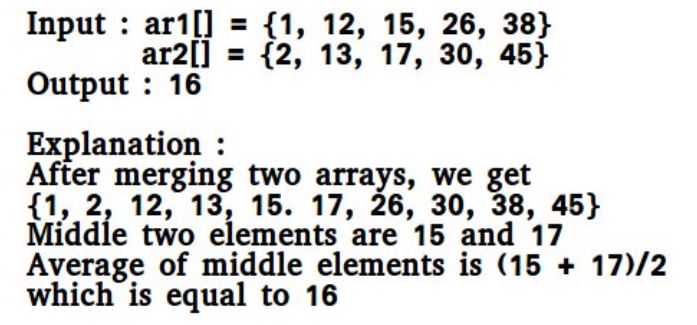 Input : ar1[] = {1, 12, 15, 26, 38}
ar2[] = {2, 13, 17, 30, 45}
Output : 16
Explanation :
After merging two arrays, we get
{1, 2, 12, 13, 15. 17, 26, 30, 38, 45}
Middle two elements are 15 and 17
Average of middle elements is (15 + 17)/2
which is equal to 16